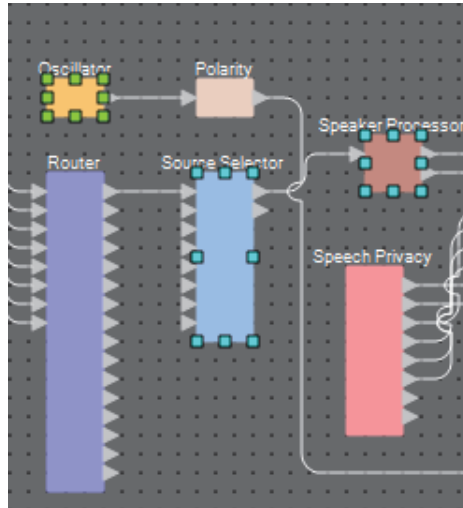 Oscillator
Polarity
Speaker Processor
Router
Source Selector
Speech Privacy